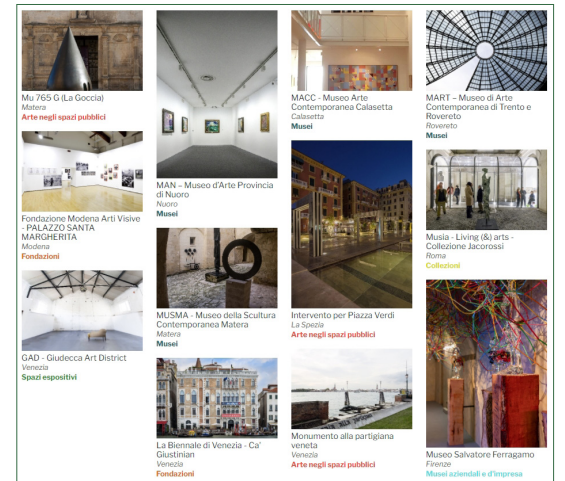 Mu 765 G (La Goccia)
Matera
Arte negli spazi pubblici
Fondazione Modena Arti Visive
- PALAZZO SANTA
MARGHERITA
Modena
Fondazioni
GAD - Giudecca Art District
Venezia
Spazi espositivi
MAN – Museo d'Arte Provincia
di Nuoro
Nuoro
Musei
MUSMA - Museo della Scultura
Contemporanea Matera
Matera
Musei
La Biennale di Venezia - Ca'
Giustinian
Venezia
Fondazioni
MACC - Museo Arte
Contemporanea Calasetta
Calasetta
Musei
Intervento per Piazza Verdi
La Spezia
Arte negli spazi pubblici
Monumento alla partigiana
veneta
Venezia
Arte negli spazi pubblici
MART – Museo di Arte
Contemporanea di Trento e
Rovereto
Rovereto
Musei
Musia - Living (&) arts -
Collezione Jacorossi
Roma
Collezioni
Museo Salvatore Ferragamo
Firenze
Musei aziendali e d'impresa